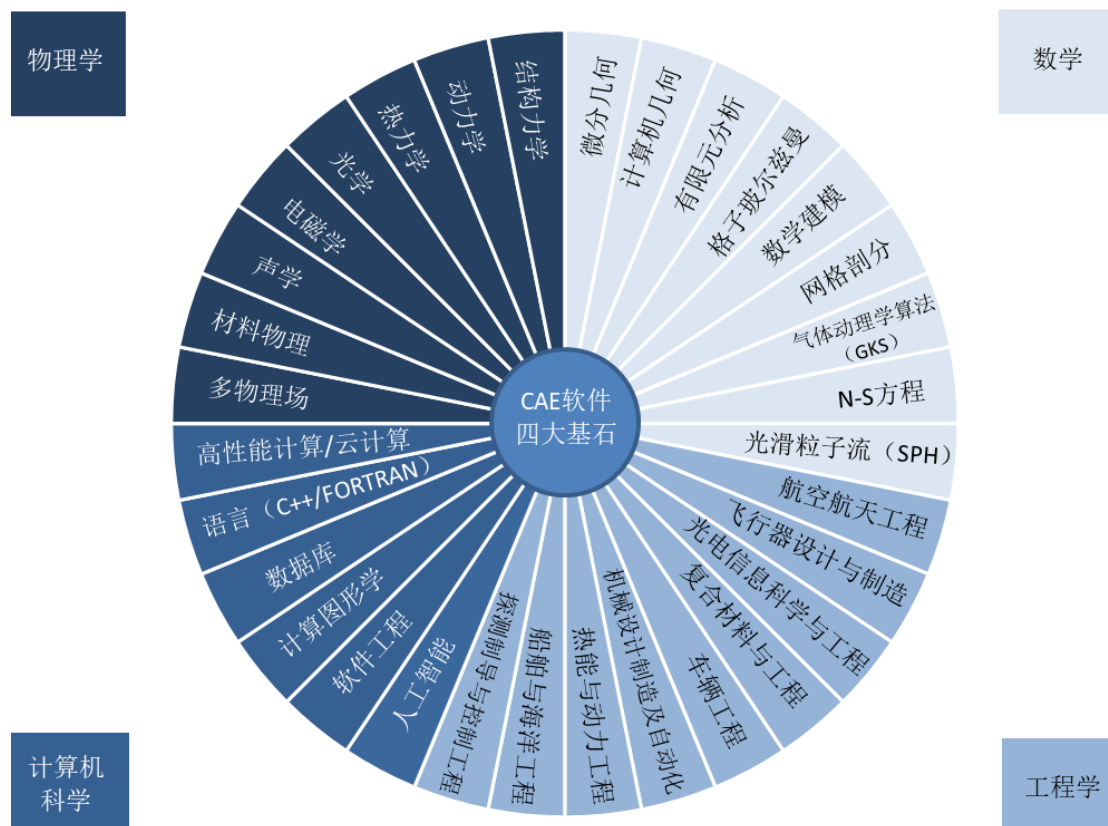 物理学
数学
结构力学
动力学
热力学
光学
电磁学
声学
材料物理
多物理场
微分几何
计算机几何
有限元分析
格子玻尔兹曼
数学建模
网格剖分
气体动理学算法
（GKS）
N-S方程
光滑粒子流（SPH）
CAE软件
四大基石
高性能计算/云计算
语言（C++/FORTRAN）
数据库
计算图形学
软件工程
人工智能
航空航天工程
飞行器设计与制造
光电信息科学与工程
复合材料与工程
车辆工程
机械设计制造及自动化
热能与动力工程
船舶与海洋工程
探测制导与控制工程
计算机
科学
工程学